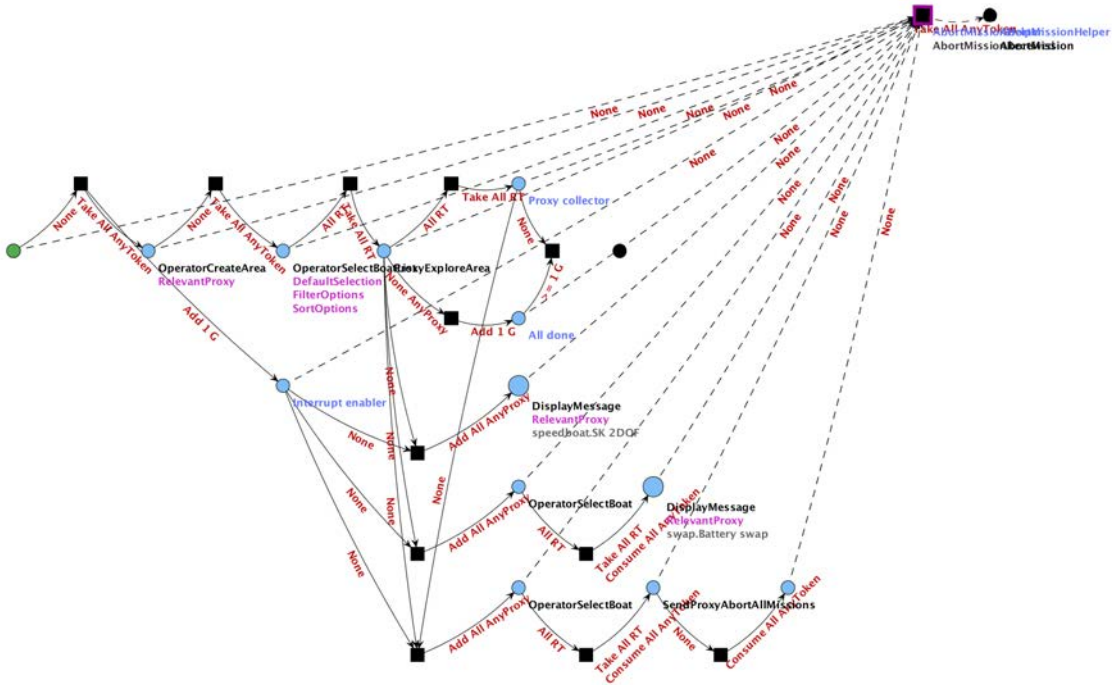 Take All AnyToken
AbortMissionHelper
AbortMission
None
None
None
None
None
None
None
None
None
None
None
None
None
None
Take All AnyToken
None
Take All AnyToken
All RT
Take All RT
All RT
Take All RT
Proxy collector
None
OperatorCreateArea
RelevantProxy
OperatorSelectBoat
DefaultSelection
FilterOptions
SortOptions
ProxyExploreArea
None AnyProxy
>= 1 G
Add 1 G
Add 1 G
All done
Interrupt enabler
None
None
Add All AnyProxy
DisplayMessage
RelevantProxy
None
None
None
None
Add All AnyProxy
OperatorSelectBoat
All RT
Take All RT
Consume All AnyToken
DisplayMessage
RelevantProxy
swap.Battery swap
None
Add All AnyProxy
OperatorSelectBoat
All RT
Take All RT
Consume All AnyToken
SendProxyAbortAllMissions
None
Consume All AnyToken